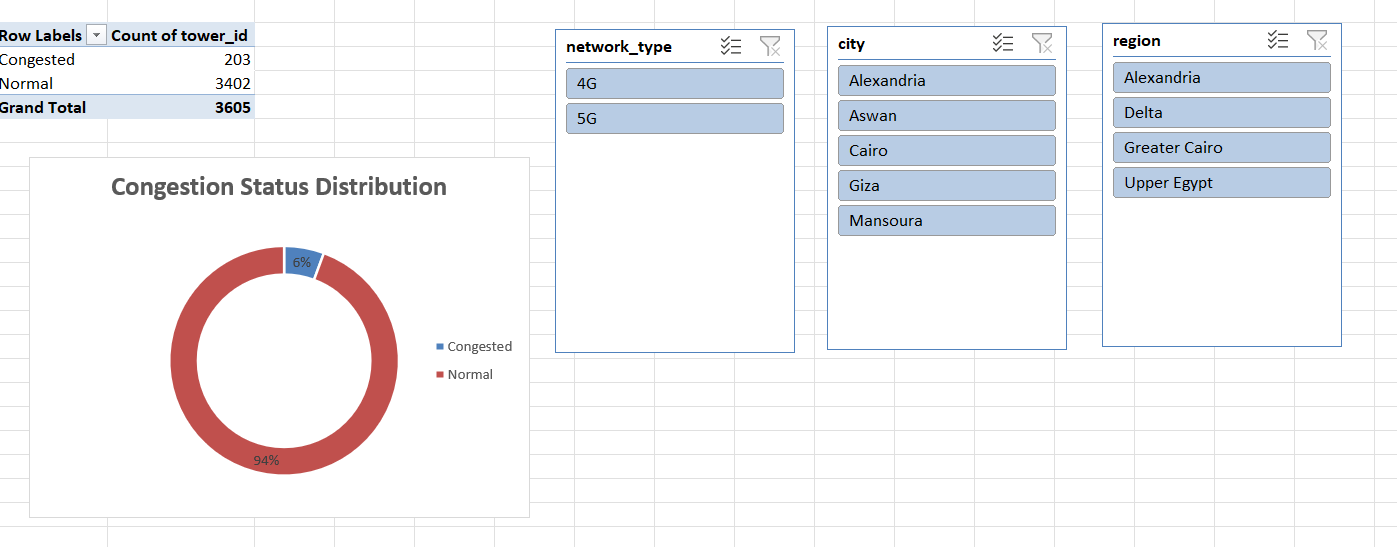 Row Labels Count of tower_id
Congested 203
Normal 3402
Grand Total 3605
Congestion Status Distribution
6%
94%
Congested
Normal
network_type
4G
5G
city
Alexandria
Aswan
Cairo
Giza
Mansoura
region
Alexandria
Delta
Greater Cairo
Upper Egypt